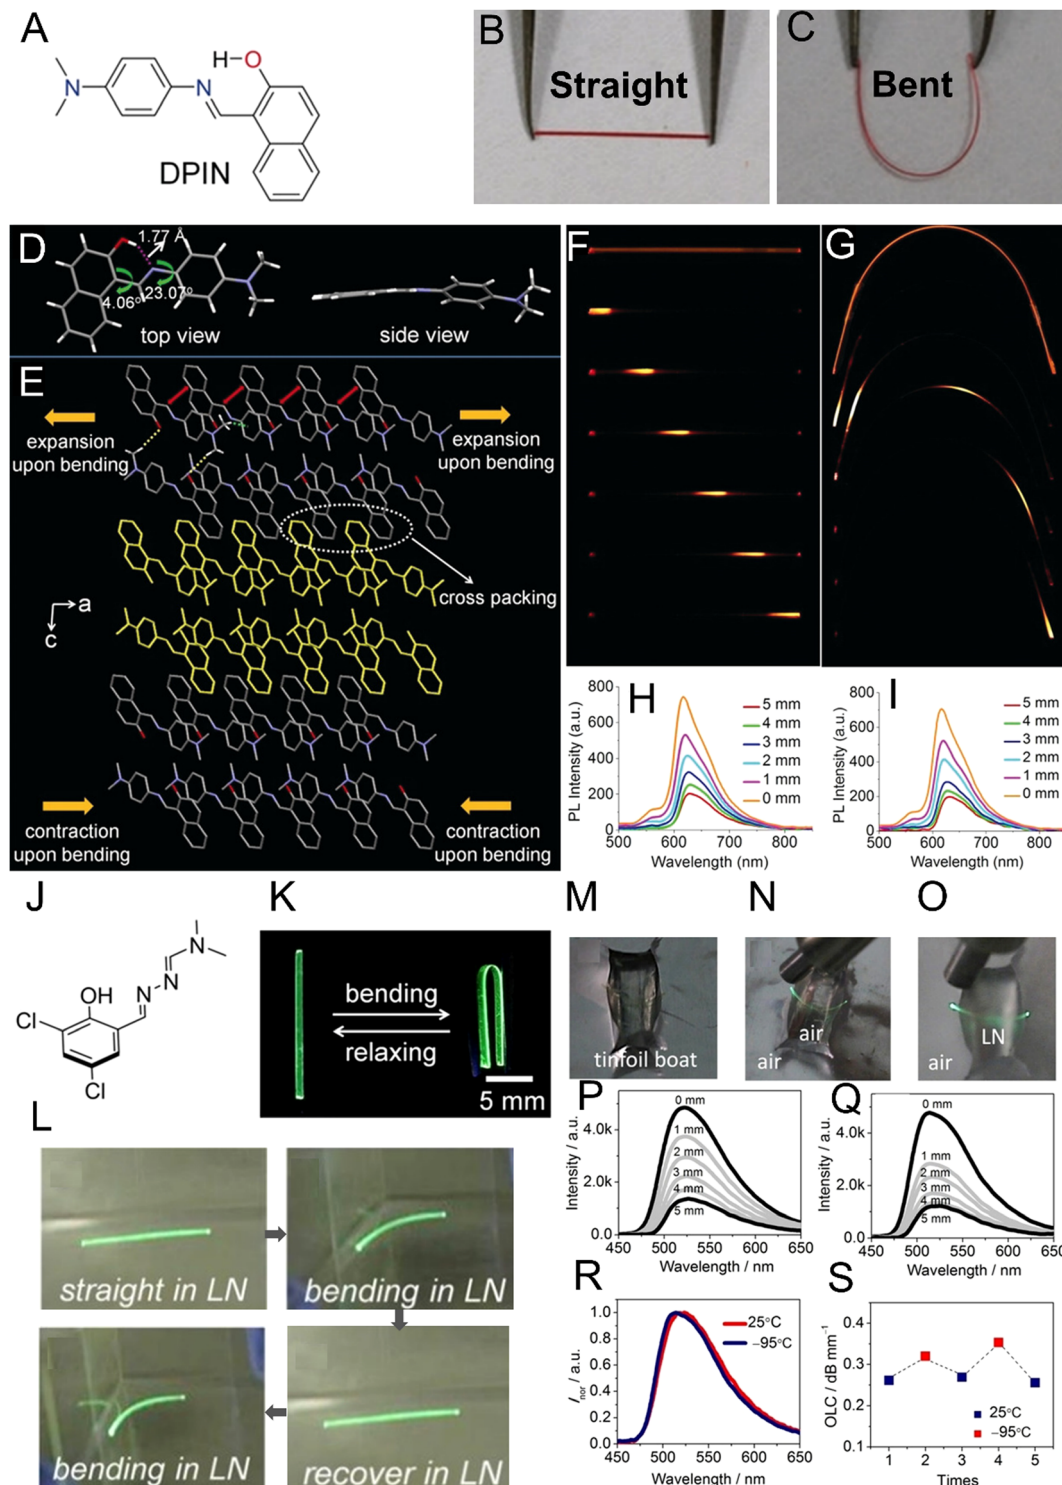 A
H
O
N
N
DPIN
B
Straight
C
Bent
D
1.77 Å
4.06°
23.07°
top view
side view
E
expansion
upon bending
expansion
upon bending
cross packing
a
c
contraction
upon bending
contraction
upon bending
F
G
H
PL Intensity (a.u.)
800
600
400
200
0
500 600 700 800
Wavelength (nm)
5 mm
4 mm
3 mm
2 mm
1 mm
0 mm
I
PL Intensity (a.u.)
800
600
400
200
0
500 600 700 800
Wavelength (nm)
5 mm
4 mm
3 mm
2 mm
1 mm
0 mm
J
N
N
N
OH
Cl
Cl
K
bending
relaxing
5 mm
L
straight in LN
bending in LN
bending in LN
recover in LN
M
tinfoil boat
N
air
air
O
LN
air
P
Intensity / a.u.
4.0k
2.0k
0.0
0 mm
1 mm
2 mm
3 mm
4 mm
5 mm
450 500 550 600 650
Wavelength / nm
Q
Intensity / a.u.
4.0k
2.0k
0.0
0 mm
1 mm
2 mm
3 mm
4 mm
5 mm
450 500 550 600 650
Wavelength / nm
R
Inor / a.u.
1.0
0.8
0.6
0.4
0.2
0.0
25°C
−95°C
450 500 550 600 650
Wavelength / nm
S
OLC / dB mm−1
0.4
0.3
0.2
0.1
25°C
−95°C
1 2 3 4 5
Times